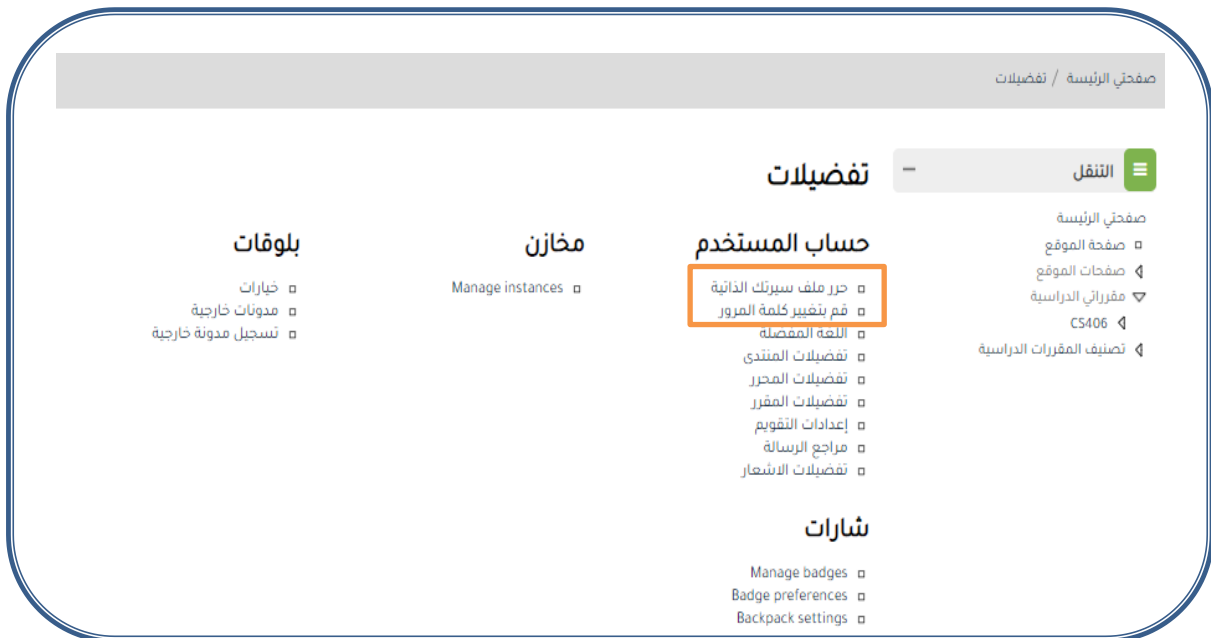 صفحتي الرئيسة / تفضيلات
التنقل
صفحتي الرئيسة
صفحة الموقع
صفحات الموقع
مقرراتي الدراسية
CS406
تصنيف المقررات الدراسية
تفضيلات
حساب المستخدم
حرر ملف سيرتك الذاتية
قم بتغيير كلمة المرور
اللغة المفضلة
تفضيلات المنتدى
تفضيلات المحرر
تفضيلات المقرر
إعدادات التقويم
مراجع الرسالة
تفضيلات الاشعار
شارات
Manage badges
Badge preferences
Backpack settings
مخازن
Manage instances
بلوقات
خيارات
مدونات خارجية
تسجيل مدونة خارجية